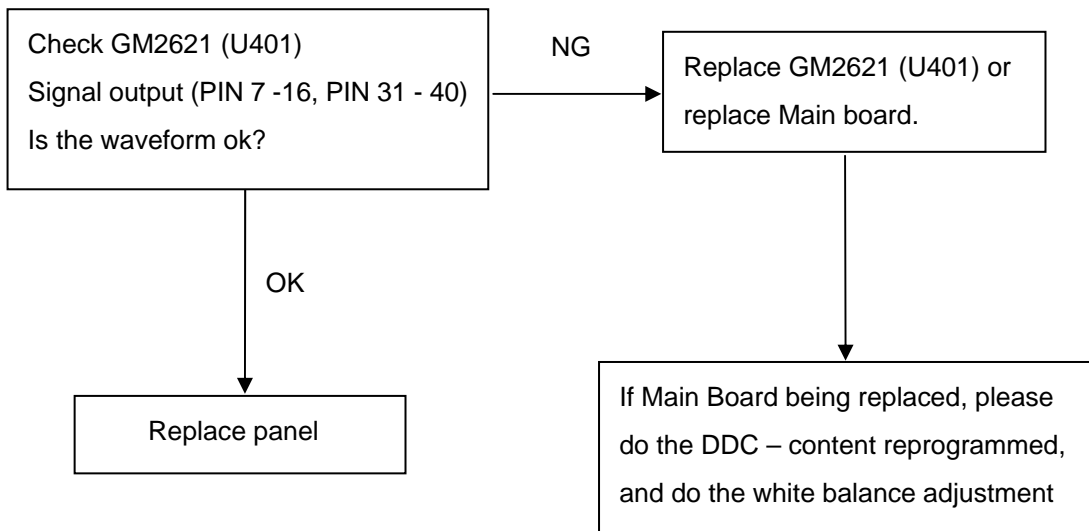 Check GM2621 (U401)
Signal output (PIN 7 -16, PIN 31 - 40)
Is the waveform ok?
NG
Replace GM2621 (U401) or
replace Main board.
OK
Replace panel
If Main Board being replaced, please
do the DDC – content reprogrammed,
and do the white balance adjustment